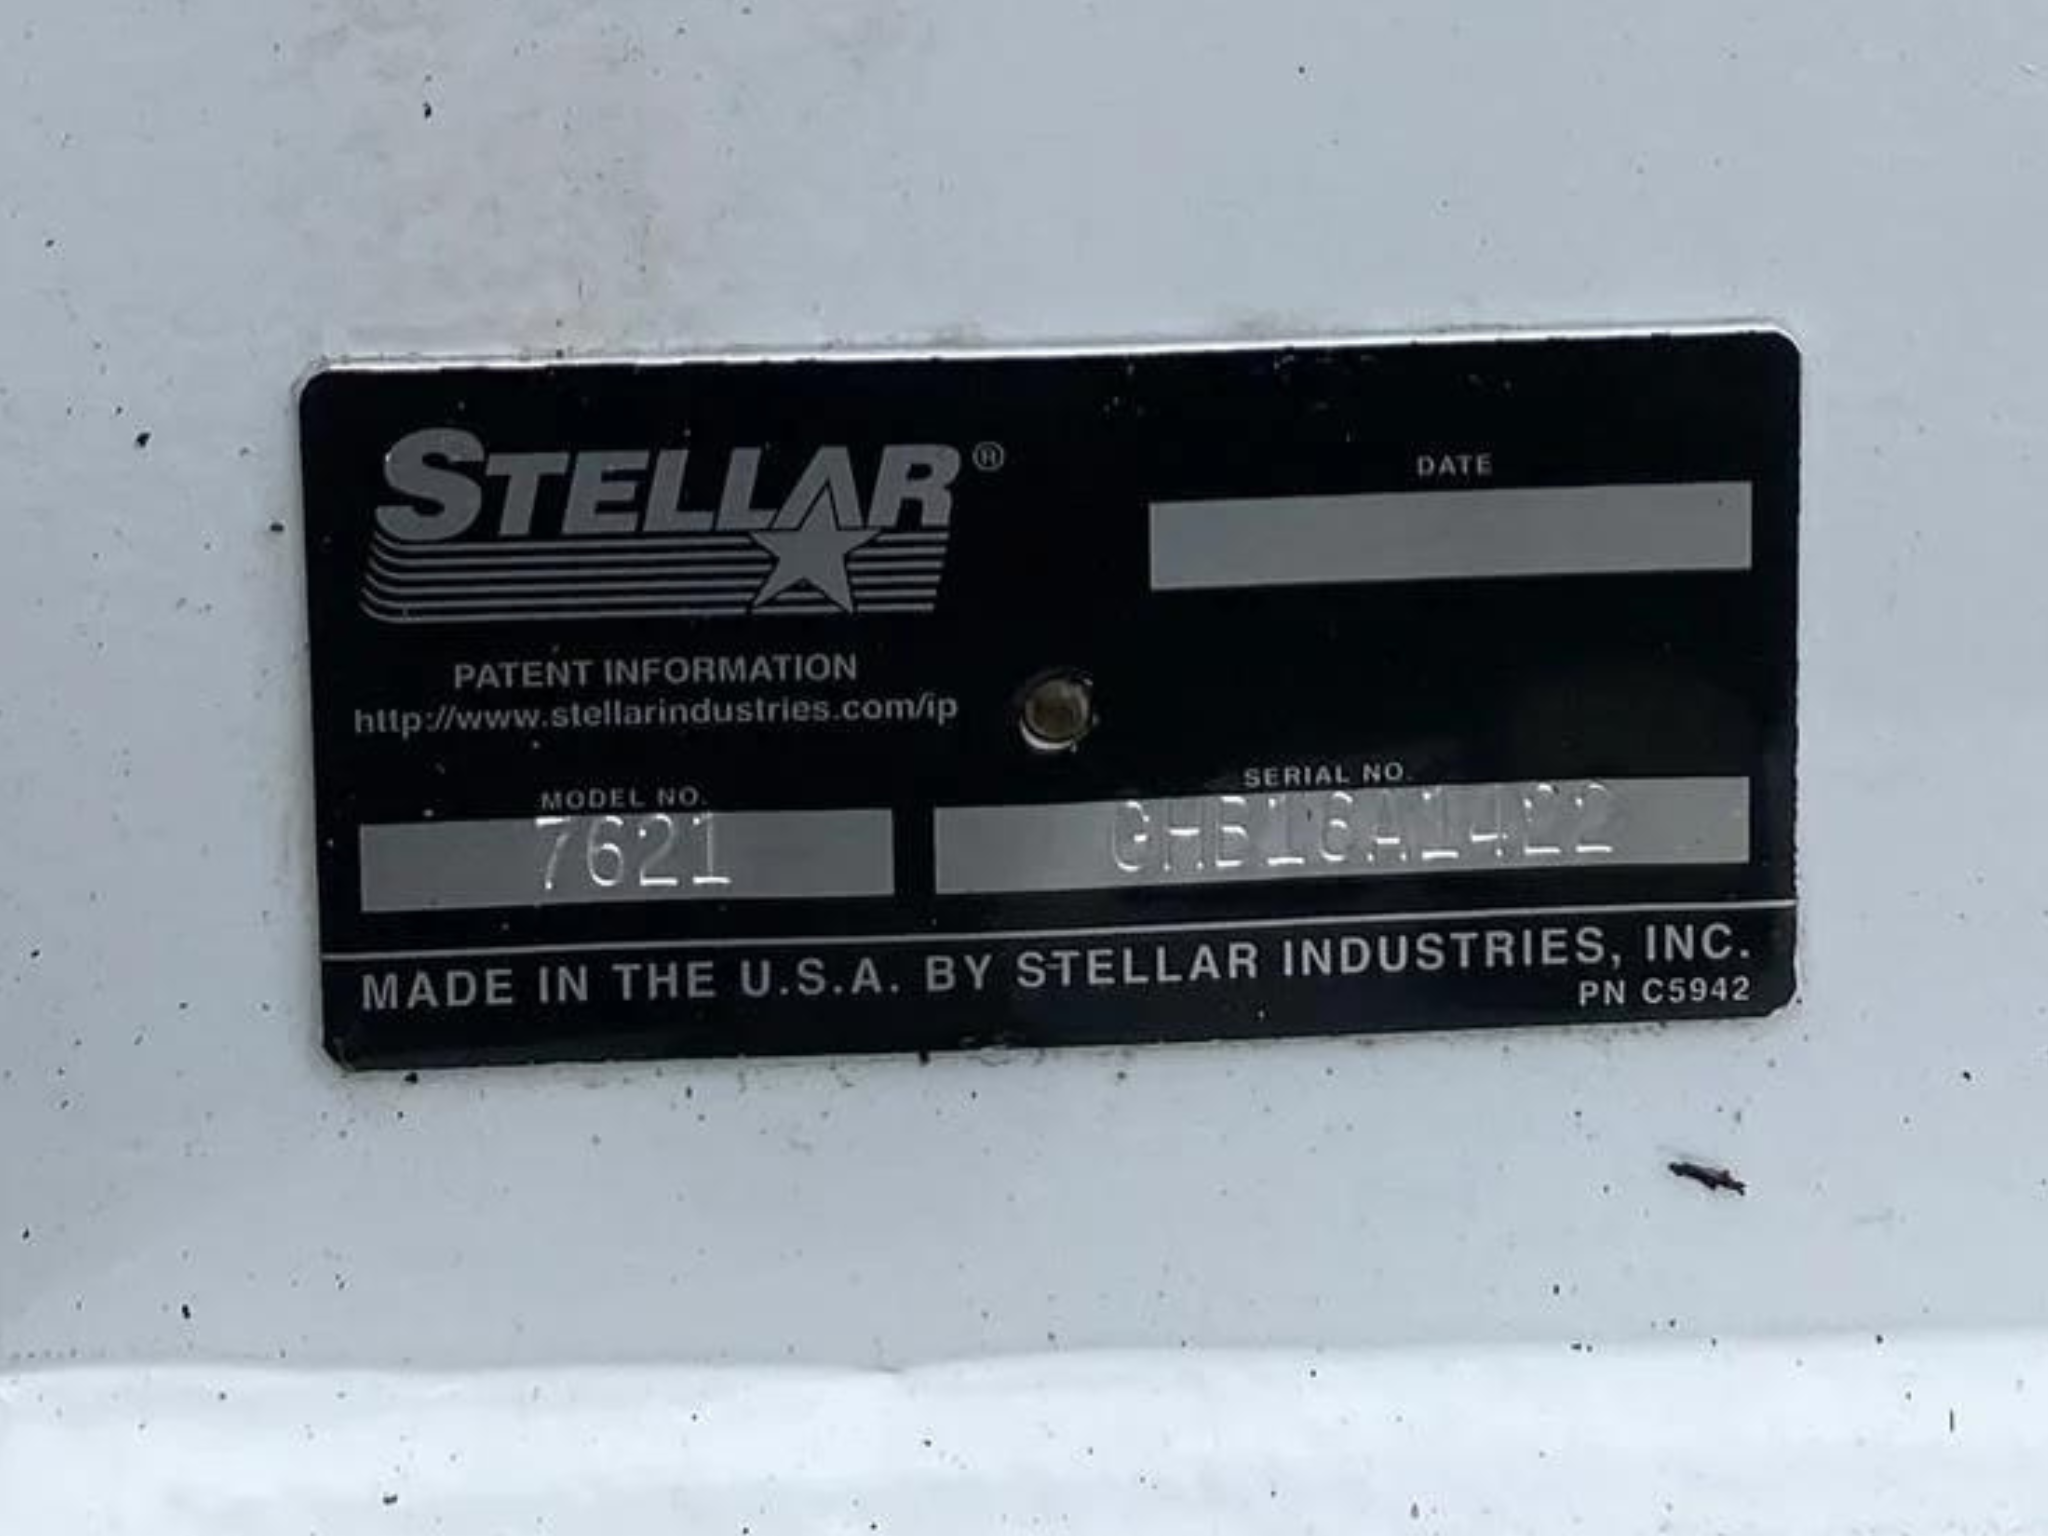 STELLAR®
DATE
PATENT INFORMATION
http://www.stellarindustries.com/ip
MODEL NO.
7621
SERIAL NO.
MADE IN THE U.S.A. BY STELLAR INDUSTRIES, INC.
PN C5942